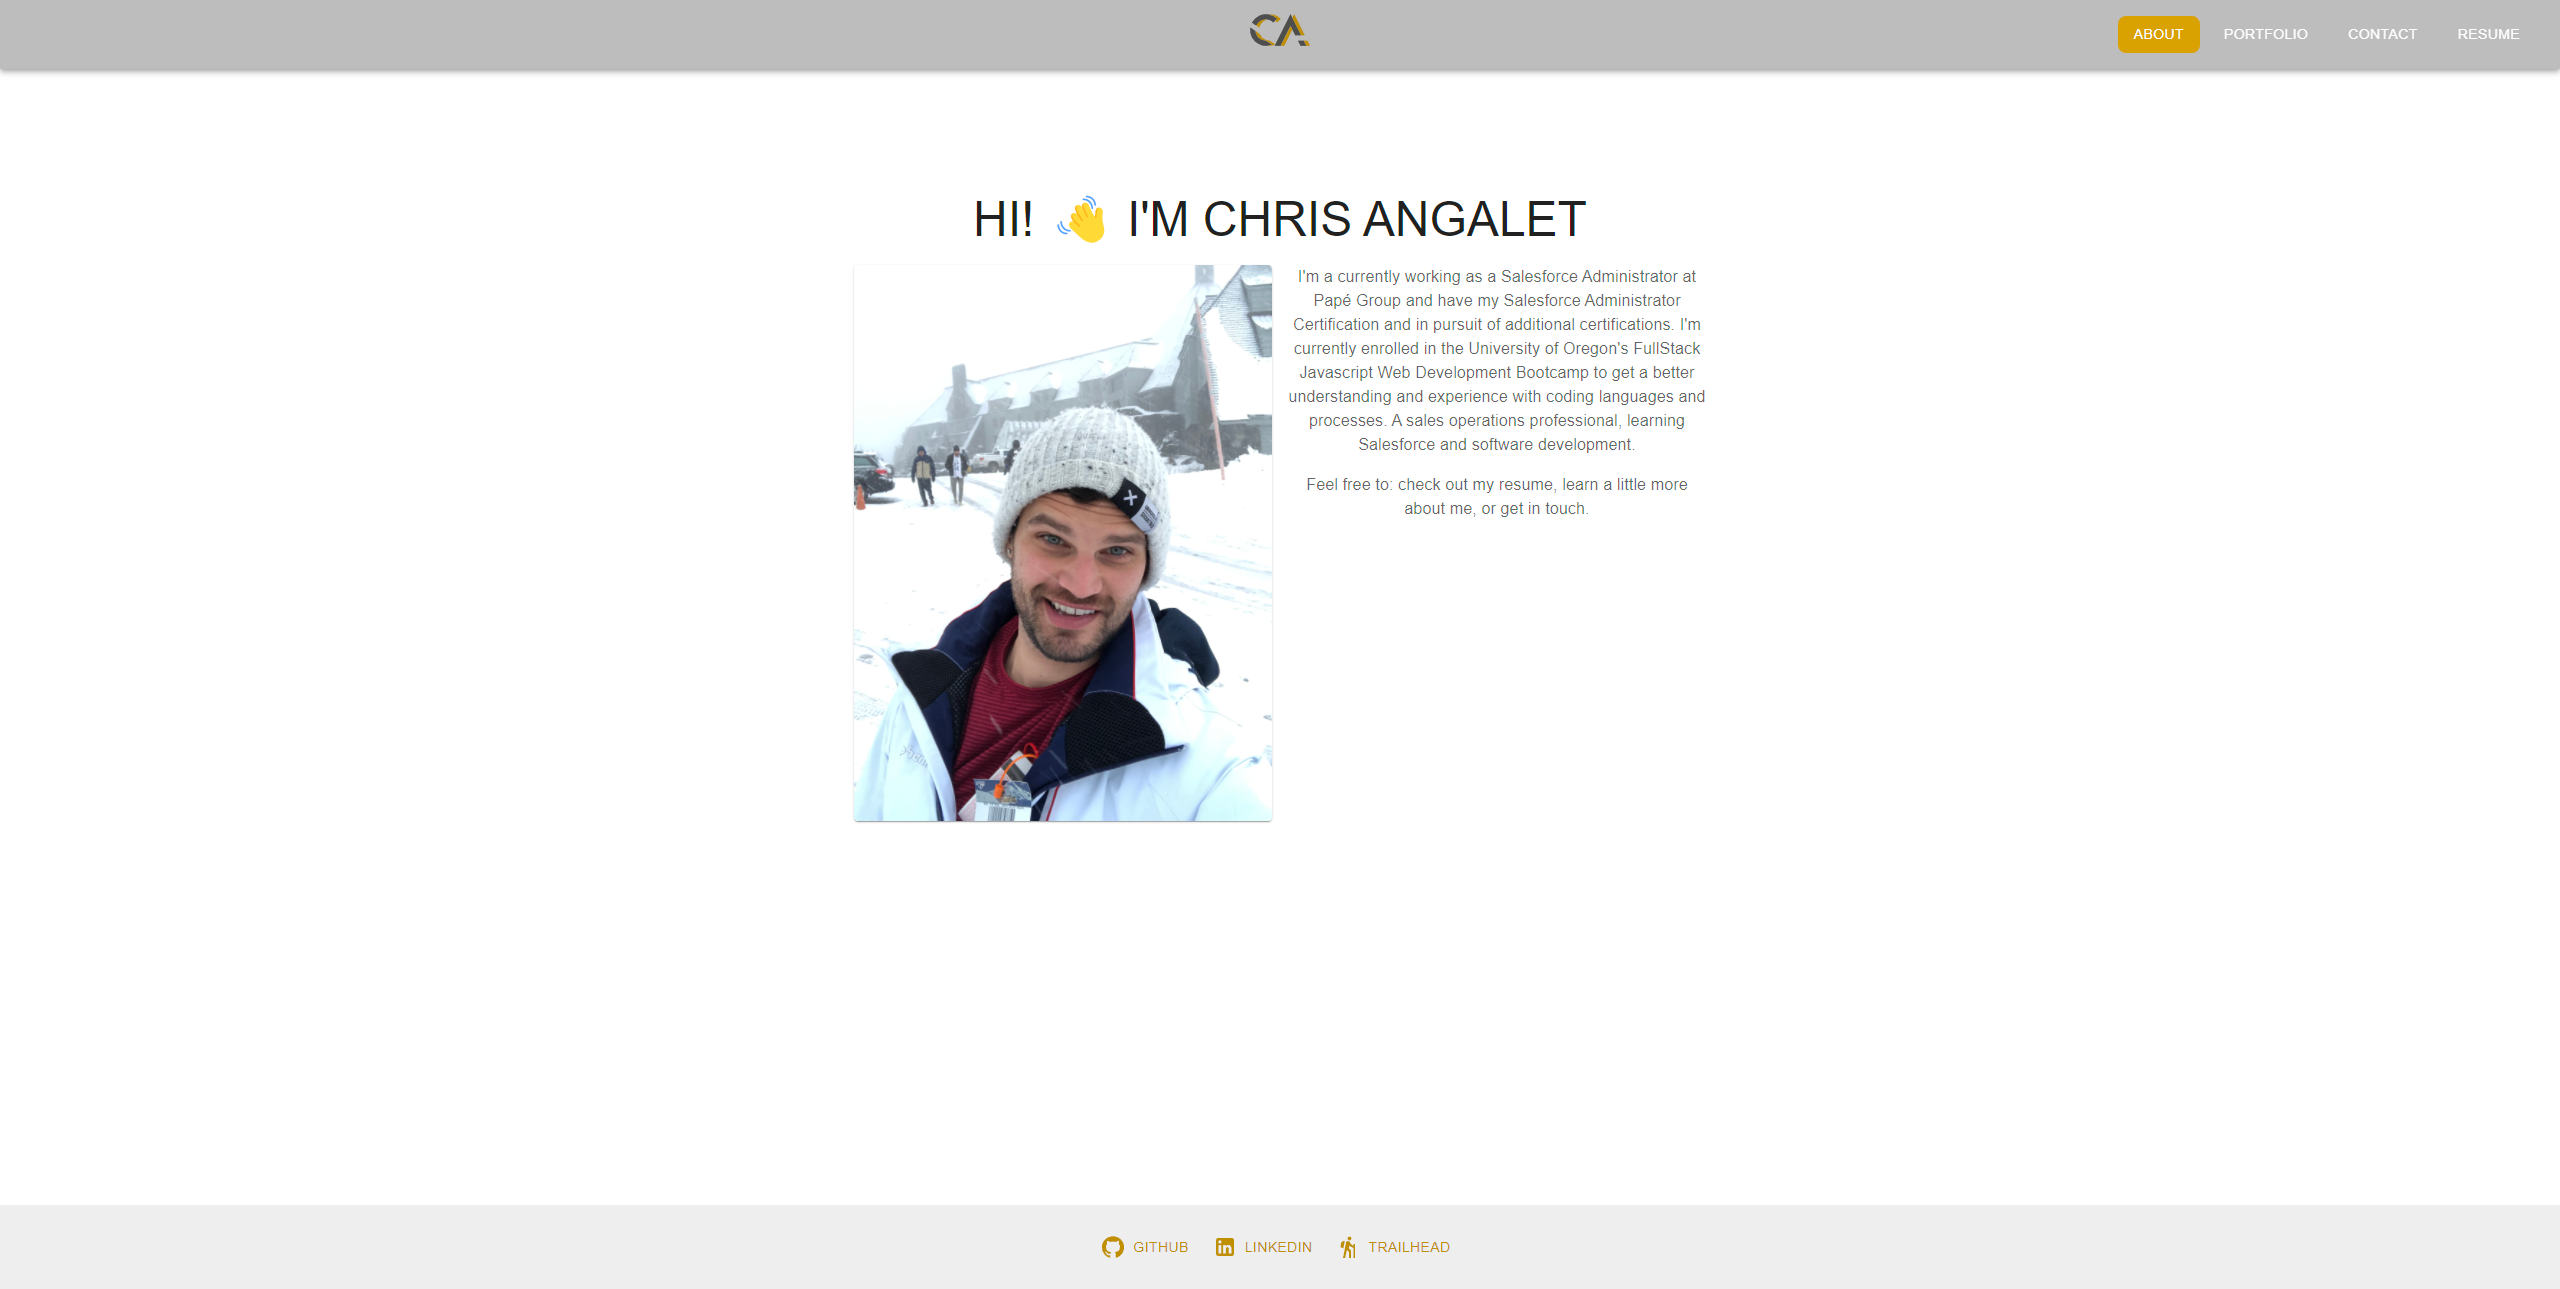 CA
ABOUT PORTFOLIO CONTACT RESUME
HI! 👋 I'M CHRIS ANGALET
I'm a currently working as a Salesforce Administrator at
Papé Group and have my Salesforce Administrator
Certification and in pursuit of additional certifications. I'm
currently enrolled in the University of Oregon's FullStack
Javascript Web Development Bootcamp to get a better
understanding and experience with coding languages and
processes. A sales operations professional, learning
Salesforce and software development.
Feel free to: check out my resume, learn a little more
about me, or get in touch.
GITHUB LINKEDIN TRAILHEAD